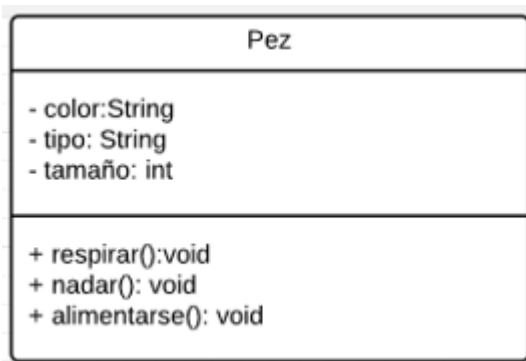 Pez
- color:String
- tipo: String
- tamaño: int
+ respirar():void
+ nadar(): void
+ alimentarse(): void